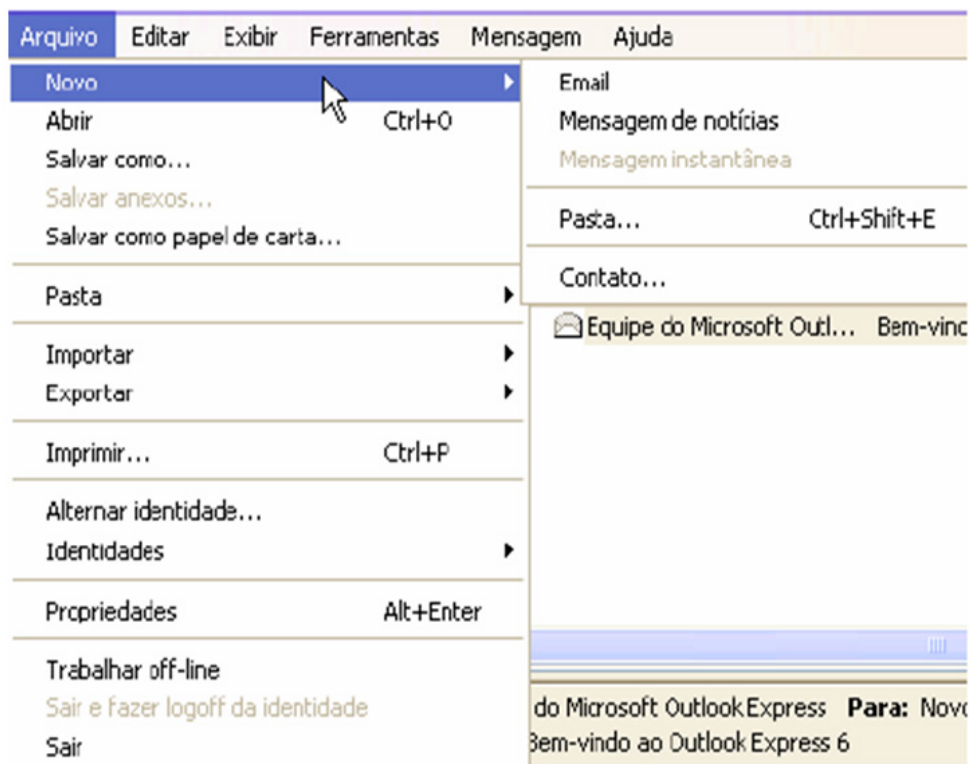 Arquivo Editar Exibir Ferramentas Mensagem Ajuda
Novo
Abrir Ctrl+O
Salvar como...
Salvar anexos...
Salvar como papel de carta...
Pasta
Importar
Exportar
Imprimir... Ctrl+P
Alternar identidade...
Identidades
Propriedades Alt+Enter
Trabalhar off-line
Sair e fazer logoff da identidade
Sair
Email
Mensagem de notícias
Mensagem instantânea
Pasta... Ctrl+Shift+E
Contato...
Equipe do Microsoft Outl... Bem-vinc
do Microsoft Outlook Express Para: Novo
Bem-vindo ao Outlook Express 6